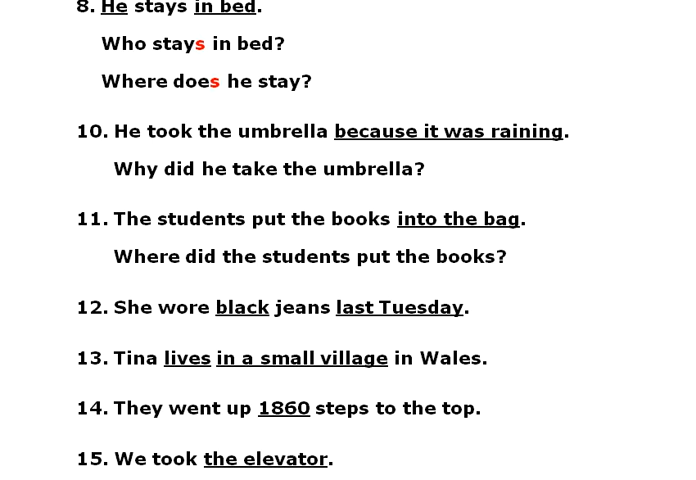 8. He stays in bed.
Who stays in bed?
Where does he stay?
10. He took the umbrella because it was raining.
Why did he take the umbrella?
11. The students put the books into the bag.
Where did the students put the books?
12. She wore black jeans last Tuesday.
13. Tina lives in a small village in Wales.
14. They went up 1860 steps to the top.
15. We took the elevator.